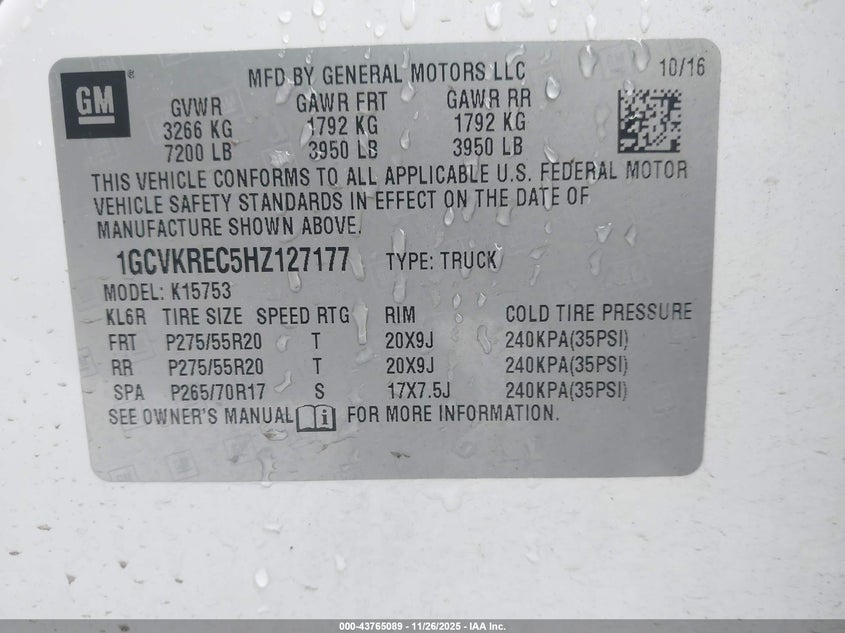 GM ®
MFD BY GENERAL MOTORS LLC 10/16
GVWR GAWR FRT GAWR RR
3266 KG 1792 KG 1792 KG
7200 LB 3950 LB 3950 LB
THIS VEHICLE CONFORMS TO ALL APPLICABLE U.S. FEDERAL MOTOR
VEHICLE SAFETY STANDARDS IN EFFECT ON THE DATE OF
MANUFACTURE SHOWN ABOVE.
1GCVKREC5HZ127177 TYPE: TRUCK
MODEL: K15753
KL6R TIRE SIZE SPEED RTG RIM COLD TIRE PRESSURE
FRT P275/55R20 T 20X9J 240KPA(35PSI)
RR P275/55R20 T 20X9J 240KPA(35PSI)
SPA P265/70R17 S 17X7.5J 240KPA(35PSI)
SEE OWNER'S MANUAL i FOR MORE INFORMATION.
000-43765089 - 11/26/2025 - IAA Inc.